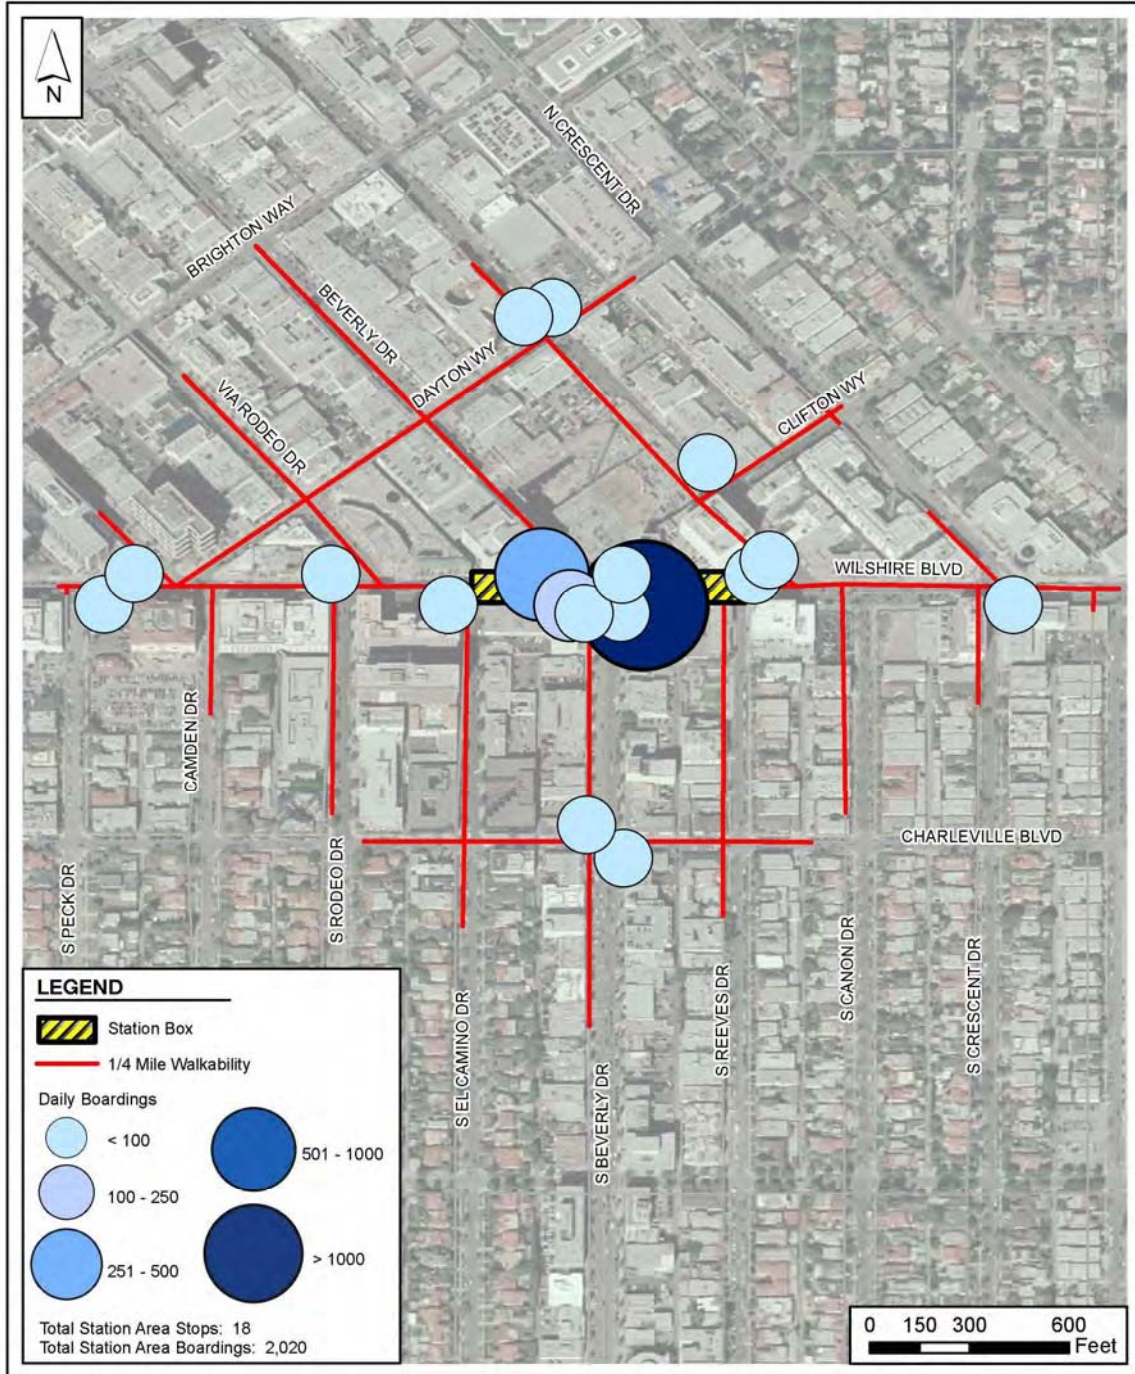 N
N CRESCENT DR
BRIGHTON WAY
BEVERLY DR
DAYTON WY
VIA RODEO DR
CLIFTON WY
WILSHIRE BLVD
CAMDEN DR
CHARLEVILLE BLVD
S PECK DR
S RODEO DR
S EL CAMINO DR
S BEVERLY DR
S REEVES DR
S CANON DR
S CRESCENT DR
LEGEND
Station Box
1/4 Mile Walkability
Daily Boardings
< 100
501 - 1000
100 - 250
> 1000
251 - 500
Total Station Area Stops: 18
Total Station Area Boardings: 2,020
0 150 300 600
Feet